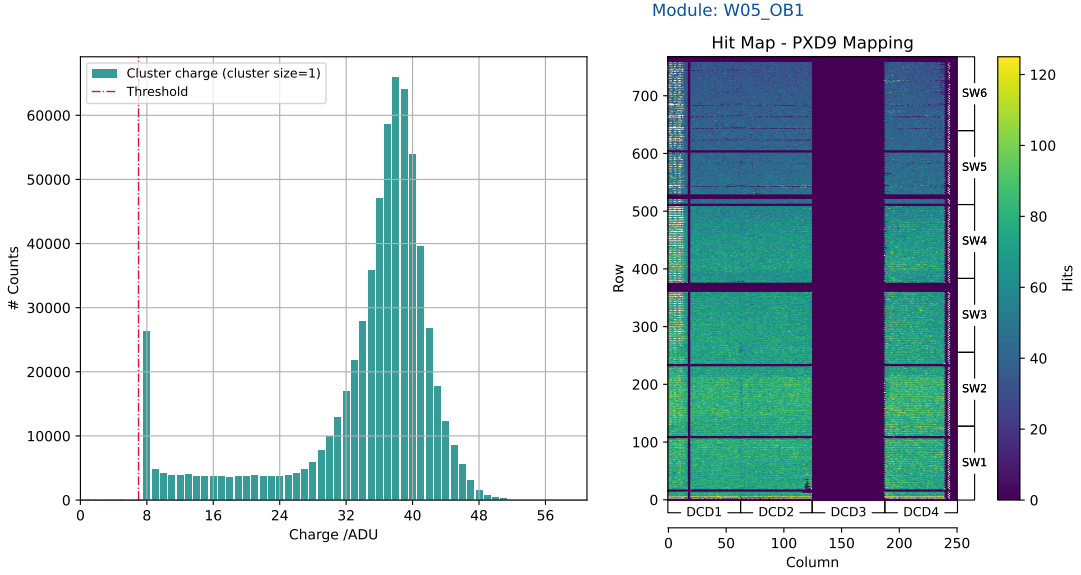 Module: W05_OB1
Hit Map - PXD9 Mapping
Cluster charge (cluster size=1)
Threshold
# Counts
0
10000
20000
30000
40000
50000
60000
0 8 16 24 32 40 48 56
Charge /ADU
Row
700
600
500
400
300
200
100
0
SW6
SW5
SW4
SW3
SW2
SW1
DCD1 DCD2 DCD3 DCD4
0 50 100 150 200 250
Column
120
100
80
60
40
20
0
Hits